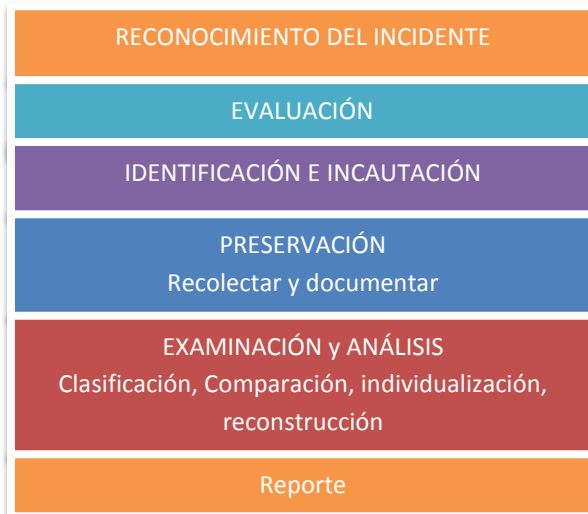 RECONOCIMIENTO DEL INCIDENTE
EVALUACIÓN
IDENTIFICACIÓN E INCAUTACIÓN
PRESERVACIÓN
Recolectar y documentar
EXAMINACIÓN y ANÁLISIS
Clasificación, Comparación, individualización,
reconstrucción
Reporte